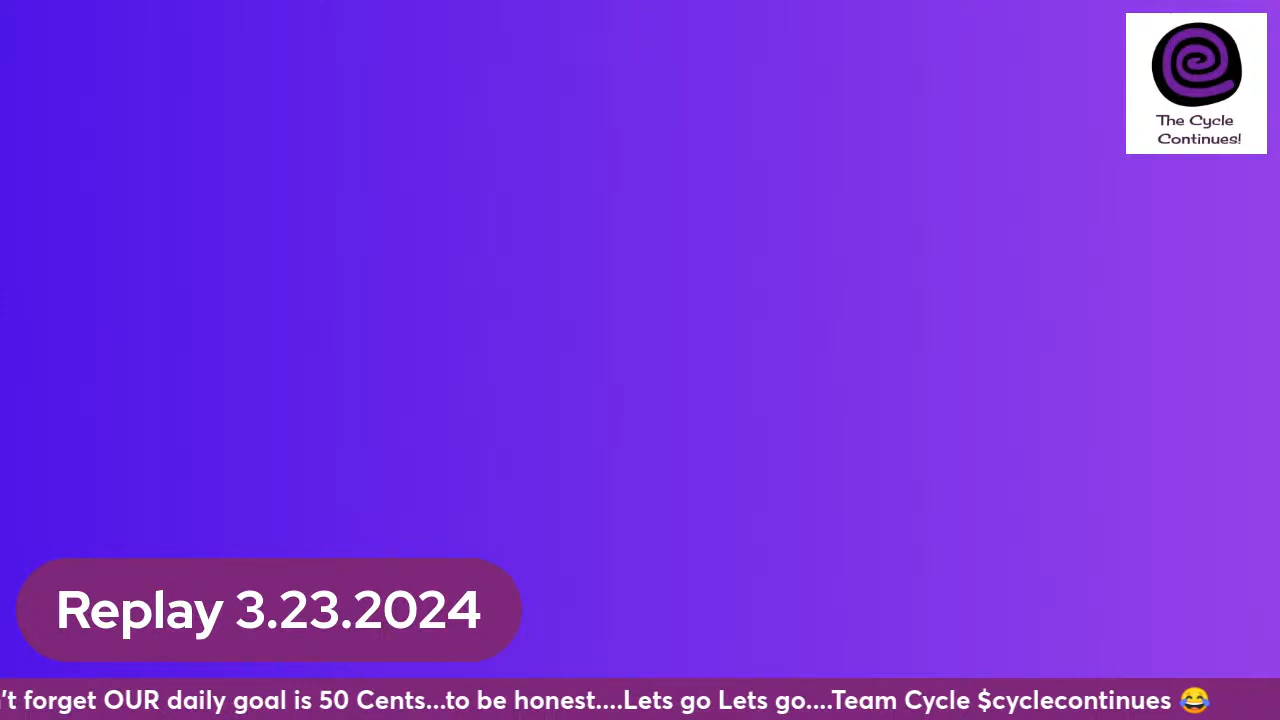 The Cycle
Continues!
Replay 3.23.2024
't forget OUR daily goal is 50 Cents...to be honest....Lets go Lets go....Team Cycle $cyclecontinues 😂